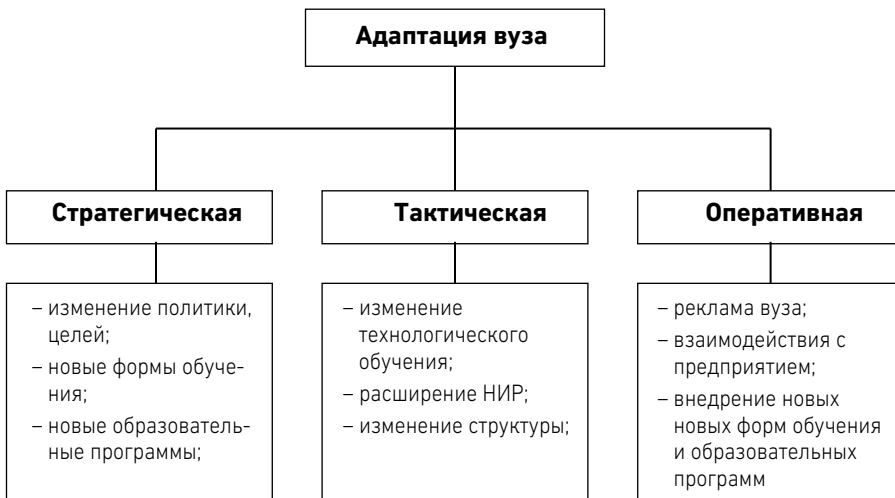 Адаптация вуза
Стратегическая
Тактическая
Оперативная
– изменение политики,
целей;
– новые формы обуче-
ния;
– новые образователь-
ные программы;
– изменение
технологического
обучения;
– расширение НИР;
– изменение структуры;
– реклама вуза;
– взаимодействия с
предприятием;
– внедрение новых
новых форм обучения
и образовательных
программ